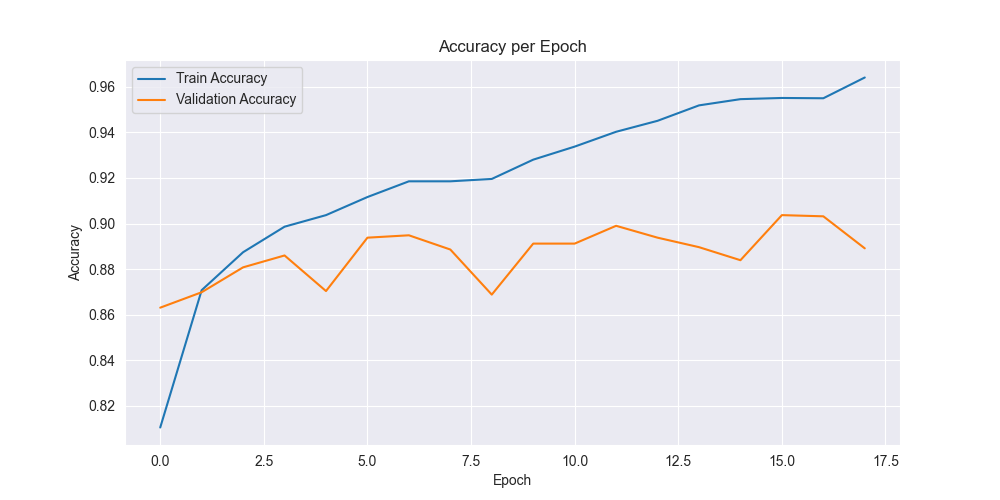 Accuracy per Epoch
Train Accuracy
Validation Accuracy
0.96
0.94
0.92
0.90
0.88
0.86
0.84
0.82
Accuracy
0.0 2.5 5.0 7.5 10.0 12.5 15.0 17.5
Epoch